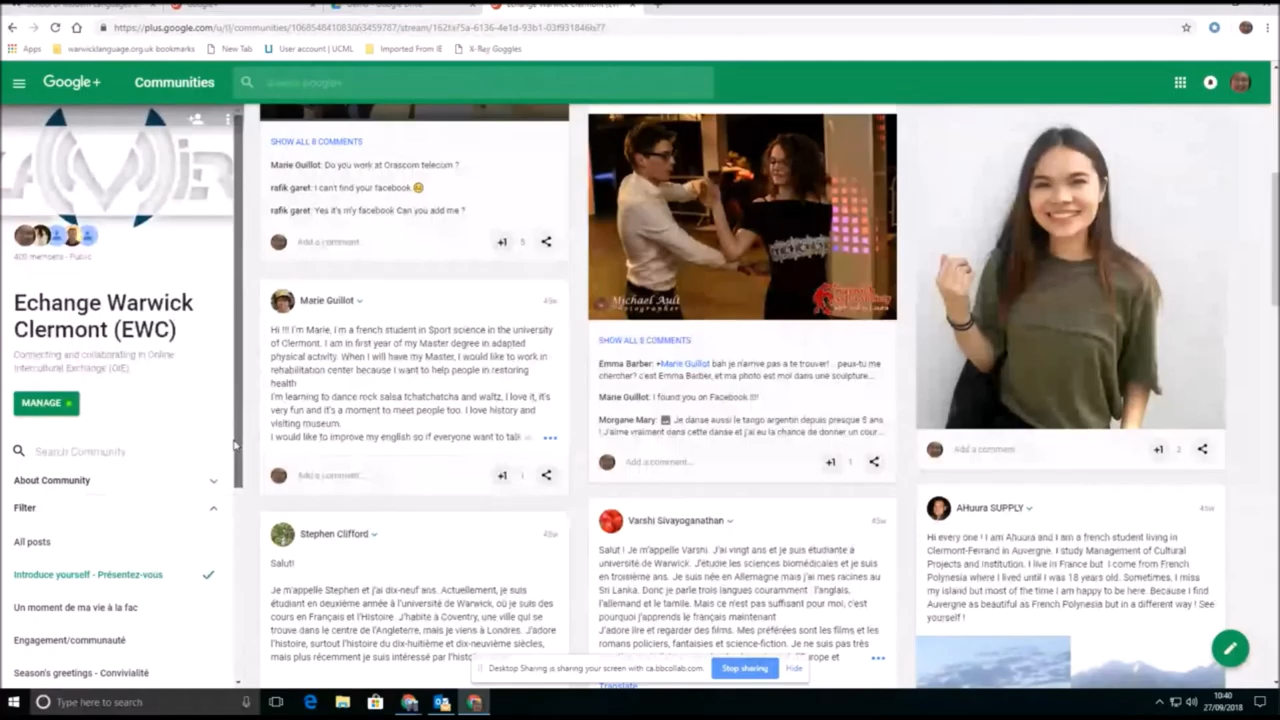 Echange Warwick Clermont (EWC)
https://plus.google.com/u/
Apps
warwicklanguage.org.uk bookmarks
New Tab
User account | UCML
Imported From IE
X-Ray Goggles
Google+
Communities
400 members - Public
Echange Warwick
Clermont (EWC)
Connecting and collaborating in Online
Intercultural Exchange (OIE)
MANAGE
Search Community
About Community
Filter
All posts
Introduce yourself - Présentez-vous
Un moment de ma vie à la fac
Engagement/communauté
Season's greetings - Convivialité
SHOW ALL 8 COMMENTS
Marie Guillot: Do you work at Orascom telecom ?
rafik garet: I can't find your facebook
rafik garet: Yes it's my facebook Can you add me ?
Add a comment...
+1
5
Marie Guillot
Hi !!! I'm Marie, I'm a french student in Sport science in the university
of Clermont. I am in first year of my Master degree in adapted
physical activity. When I will have my Master, I would like to work in
rehabilitation center because I want to help people in restoring
health
I'm learning to dance rock salsa tchatchatcha and waltz, I love it, it's
very fun and it's a moment to meet people too. I love history and
visiting museum.
I would like to improve my english so if everyone want to talk
Add a comment...
+1
Stephen Clifford
Salut!
Je m'appelle Stephen et j'ai dix-neuf ans. Actuellement, je suis
étudiant en deuxième année à l'université de Warwick, où je suis des
cours en Français et l'Histoire. J'habite à Coventry, une ville qui se
trouve dans le centre de l'Angleterre, mais je viens à Londres. J'adore
l'histoire, surtout l'histoire du dix-huitième et dix-neuvième siècles,
mais plus récemment je suis intéressé par l'hist
Michael Ault
Photographer
SHOW ALL 8 COMMENTS
Emma Barber: +Marie Guillot bah je n'arrive pas a te trouver! .. peux-tu me
chercher? c'est Emma Barber, et ma photo est moi dans une sculpture...
Marie Guillot: I found you on Facebook !!!!
Morgane Mary: Je danse aussi le tango argentin depuis presque 5 ans
! J'aime vraiment dans cette danse et j'ai eu la chance de donner un cour...
Add a comment...
+1
1
Varshi Sivayoganathan
45w
Salut ! Je m'appelle Varshi. J'ai vingt ans et je suis étudiante à
université de Warwick. J'étudie les sciences biomédicales et je suis
en troisième ans. Je suis née en Allemagne mais j'ai mes racines au
Sri Lanka. Donc je parle trois langues couramment : l'anglais,
l'allemand et le tamile. Mais ce n'est pas suffisant pour moi, c'est
pourquoi j'apprends le français maintenant
J'adore lire et regarder des films. Mes préférées sont les films et les
romans policiers, fantaisies et science-fiction. Je ne suis pas très
urope et
Translate
Add a comment
+1
2
AHuura SUPPLY
45w
Hi every one ! I am Ahuura and I am a french student living in
Clermont-Ferrand in Auvergne. I study Management of Cultural
Projects and Institution. I live in France but I come from French
Polynesia where I lived until I was 18 years old. Sometimes, I miss
my island but most of the time I am happy to be here. Because I find
Auvergne as beautiful as French Polynesia but in a different way ! See
yourself !
Desktop Sharing is sharing your screen with ca.bbcollab.com.
Stop sharing
Hide
Type here to search
10:40
27/09/2018